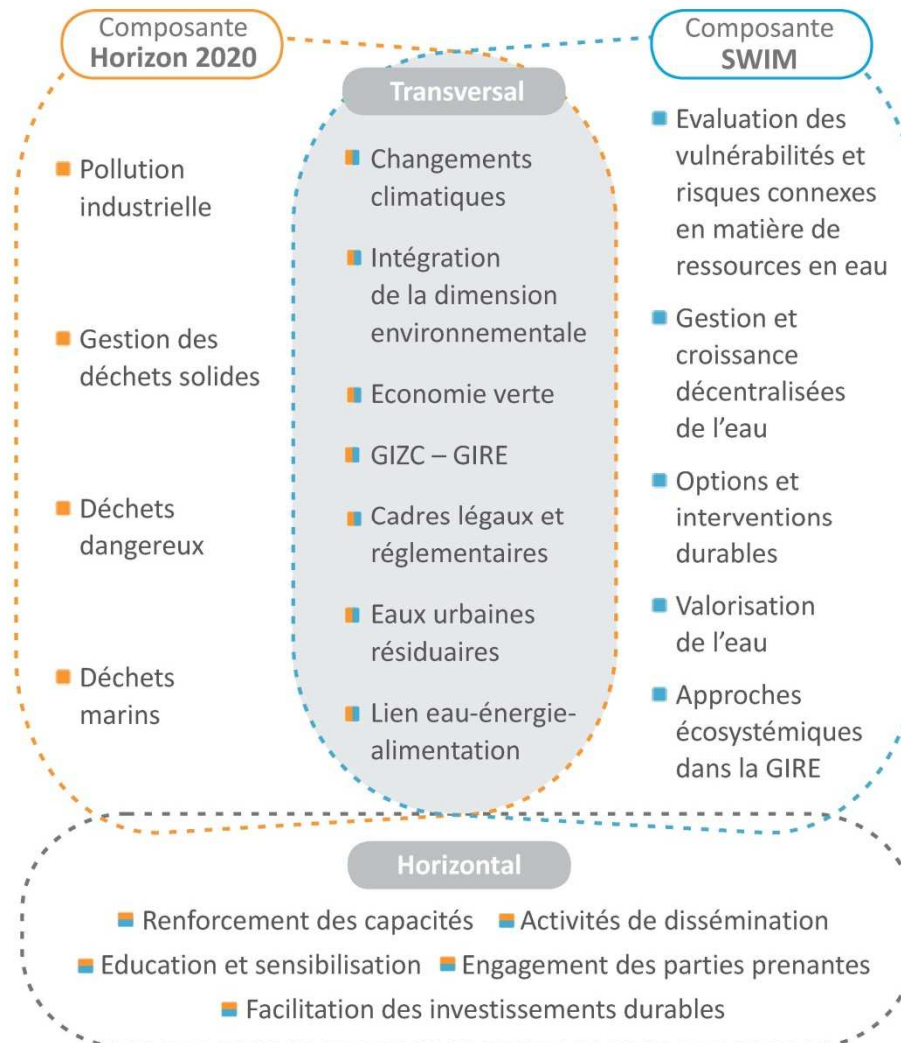 Composante
Horizon 2020
Pollution
industrielle
Gestion des
déchets solides
Déchets
dangereux
Déchets
marins
Transversal
Changements
climatiques
Intégration
de la dimension
environnementale
Economie verte
GIZC – GIRE
Cadres légaux et
réglementaires
Eaux urbaines
résiduaires
Lien eau-énergie-
alimentation
Composante
SWIM
Evaluation des
vulnérabilités et
risques connexes
en matière de
ressources en eau
Gestion et
croissance
décentralisées
de l’eau
Options et
interventions
durables
Valorisation
de l’eau
Approches
écosystémiques
dans la GIRE
Horizontal
Renforcement des capacités Activités de dissémination
Education et sensibilisation Engagement des parties prenantes
Facilitation des investissements durables